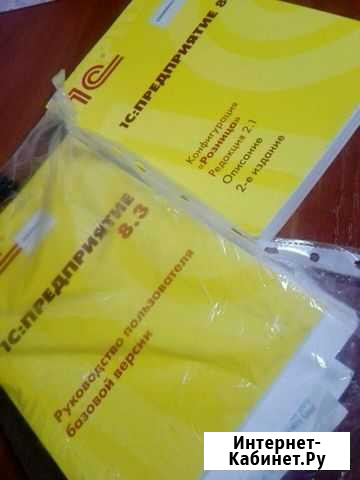 1С
1С:ПРЕДПРИЯТИЕ 8
Конфигурация
«Розница»
Редакция 2.1
Описание
2-е издание
1С:ПРЕДПРИЯТИЕ
8.3
Руководство пользователя
базовой версии
Интернет-
Кабинет.Ру